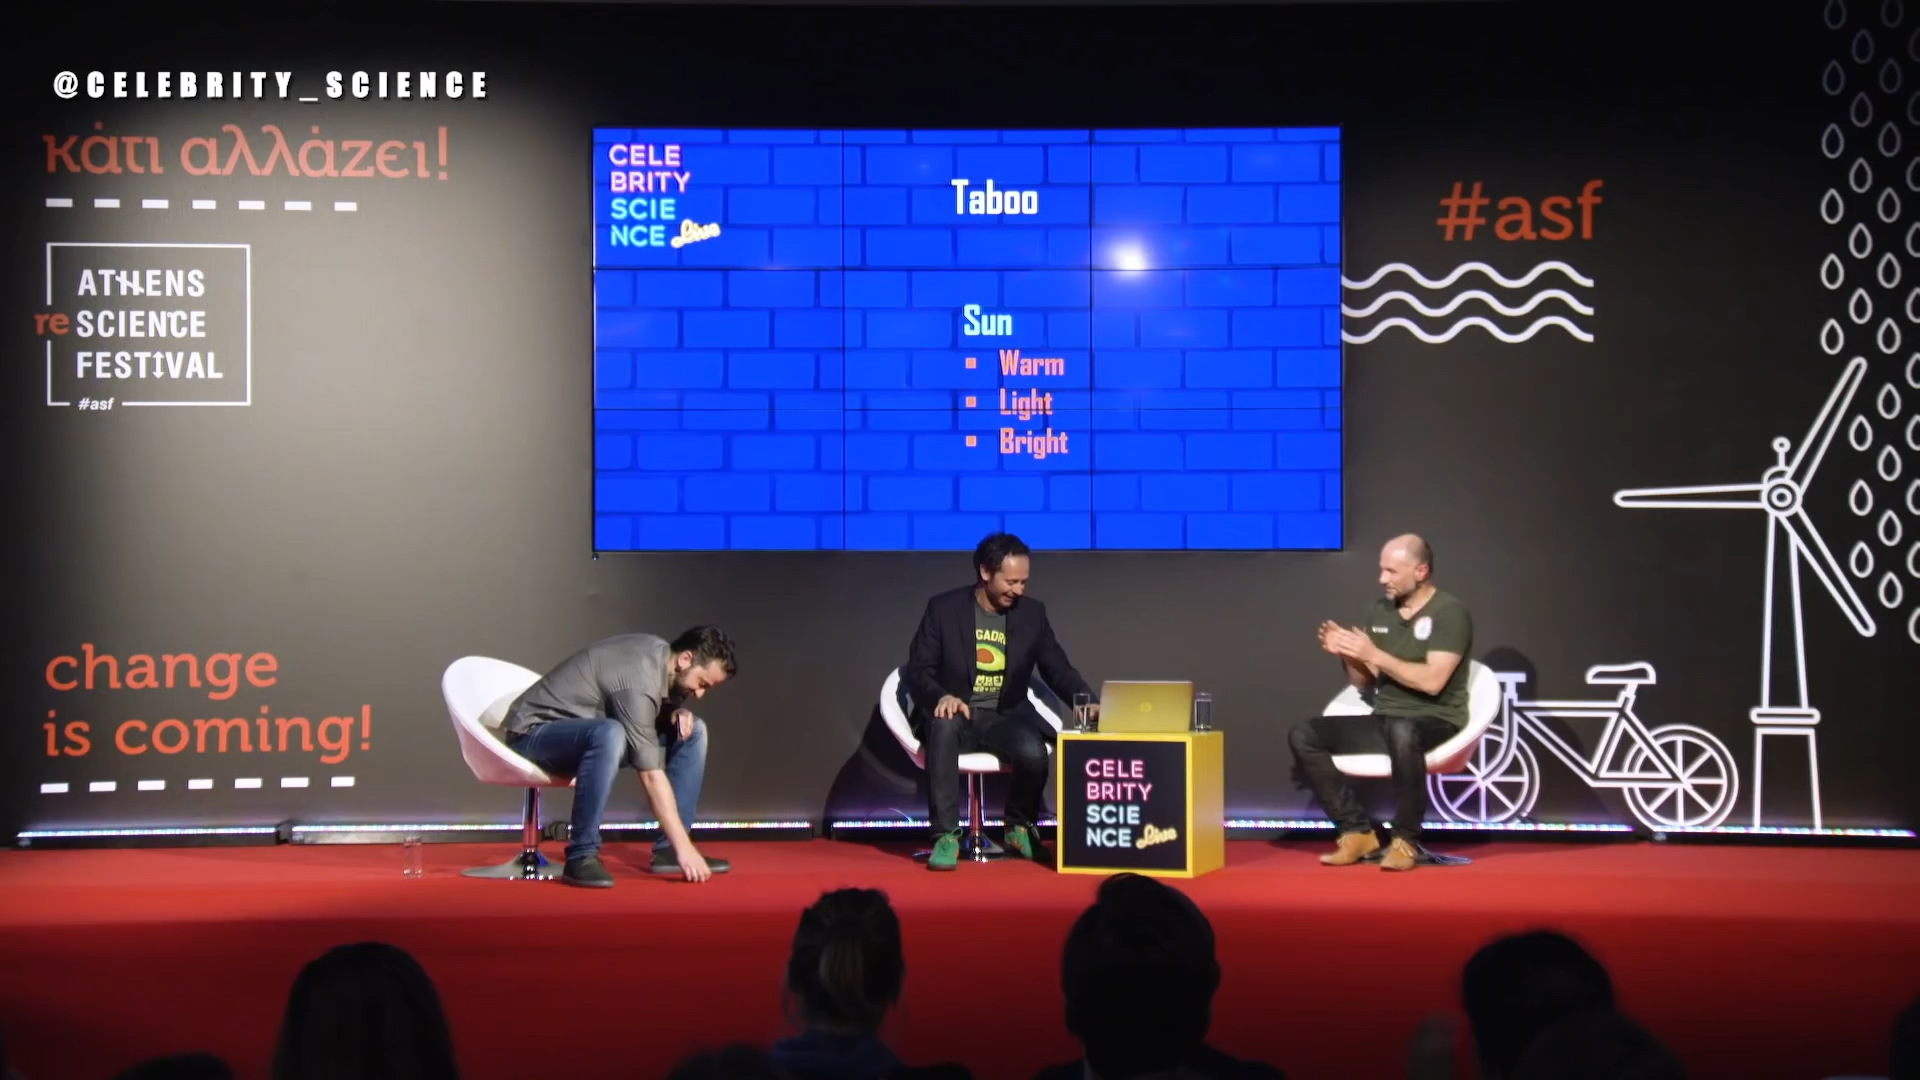 @CELEBRITY_SCIENCE
κάτι αλλάζει!
ATHENS
re SCIENCE
FESTIVAL
#asf
change
is coming!
CELE
BRITY
SCIE
NCE Live
Taboo
Sun
▪ Warm
▪ Light
▪ Bright
#asf
CELE
BRITY
SCIE
NCE Live